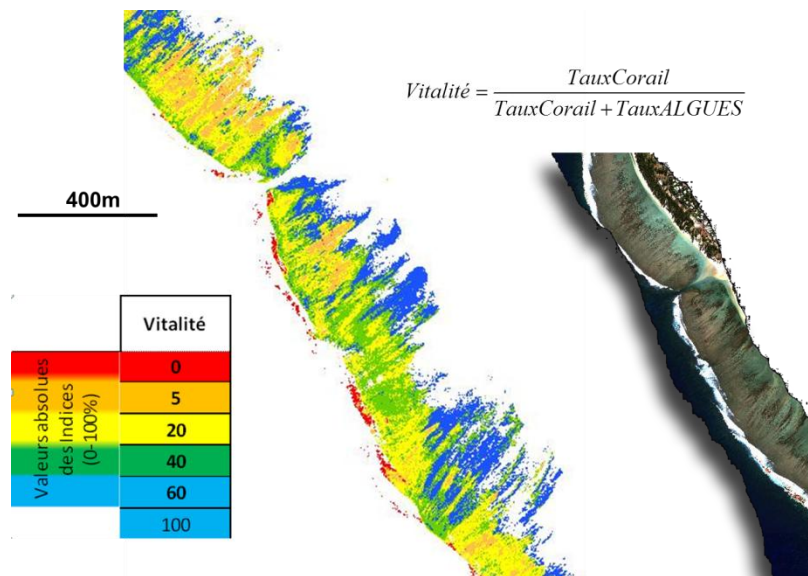 Vitalité = TauxCorail / TauxCorail + TauxALGUES
400m
Vitalité
Valeurs absolues
des Indices
(0-100%)
0
5
20
40
60
100